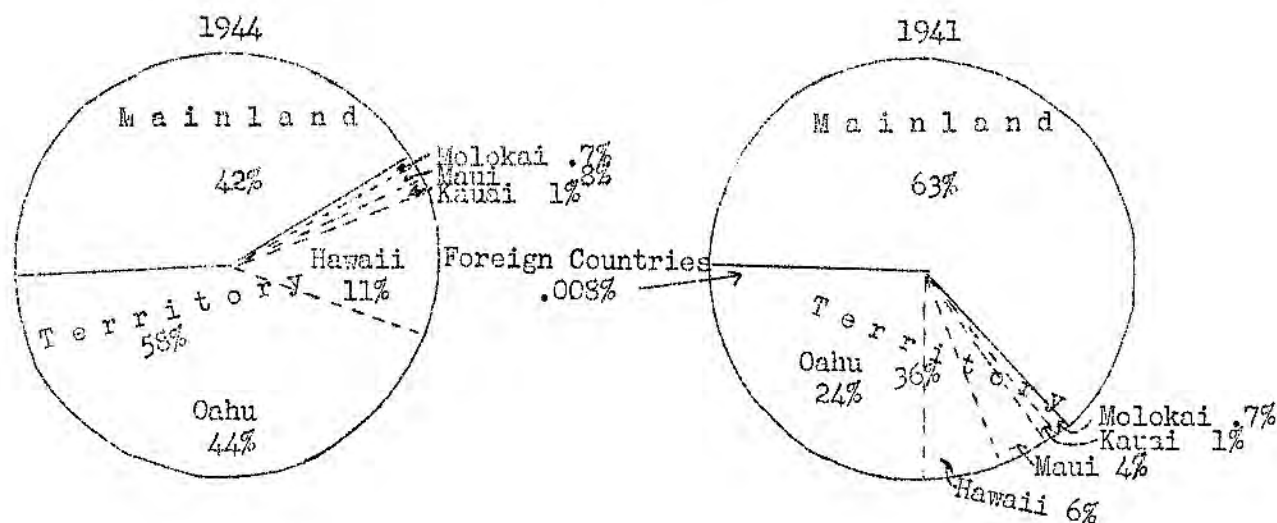 1944
Mainland
42%
Molokai .7%
Maui .8%
Kauai 1%
Hawaii
11%
Territory
58%
Oahu
44%
Foreign Countries
.008%
1941
Mainland
63%
Territory
36%
Oahu
24%
Molokai .7%
Kauai 1%
Maui 4%
Hawaii 6%